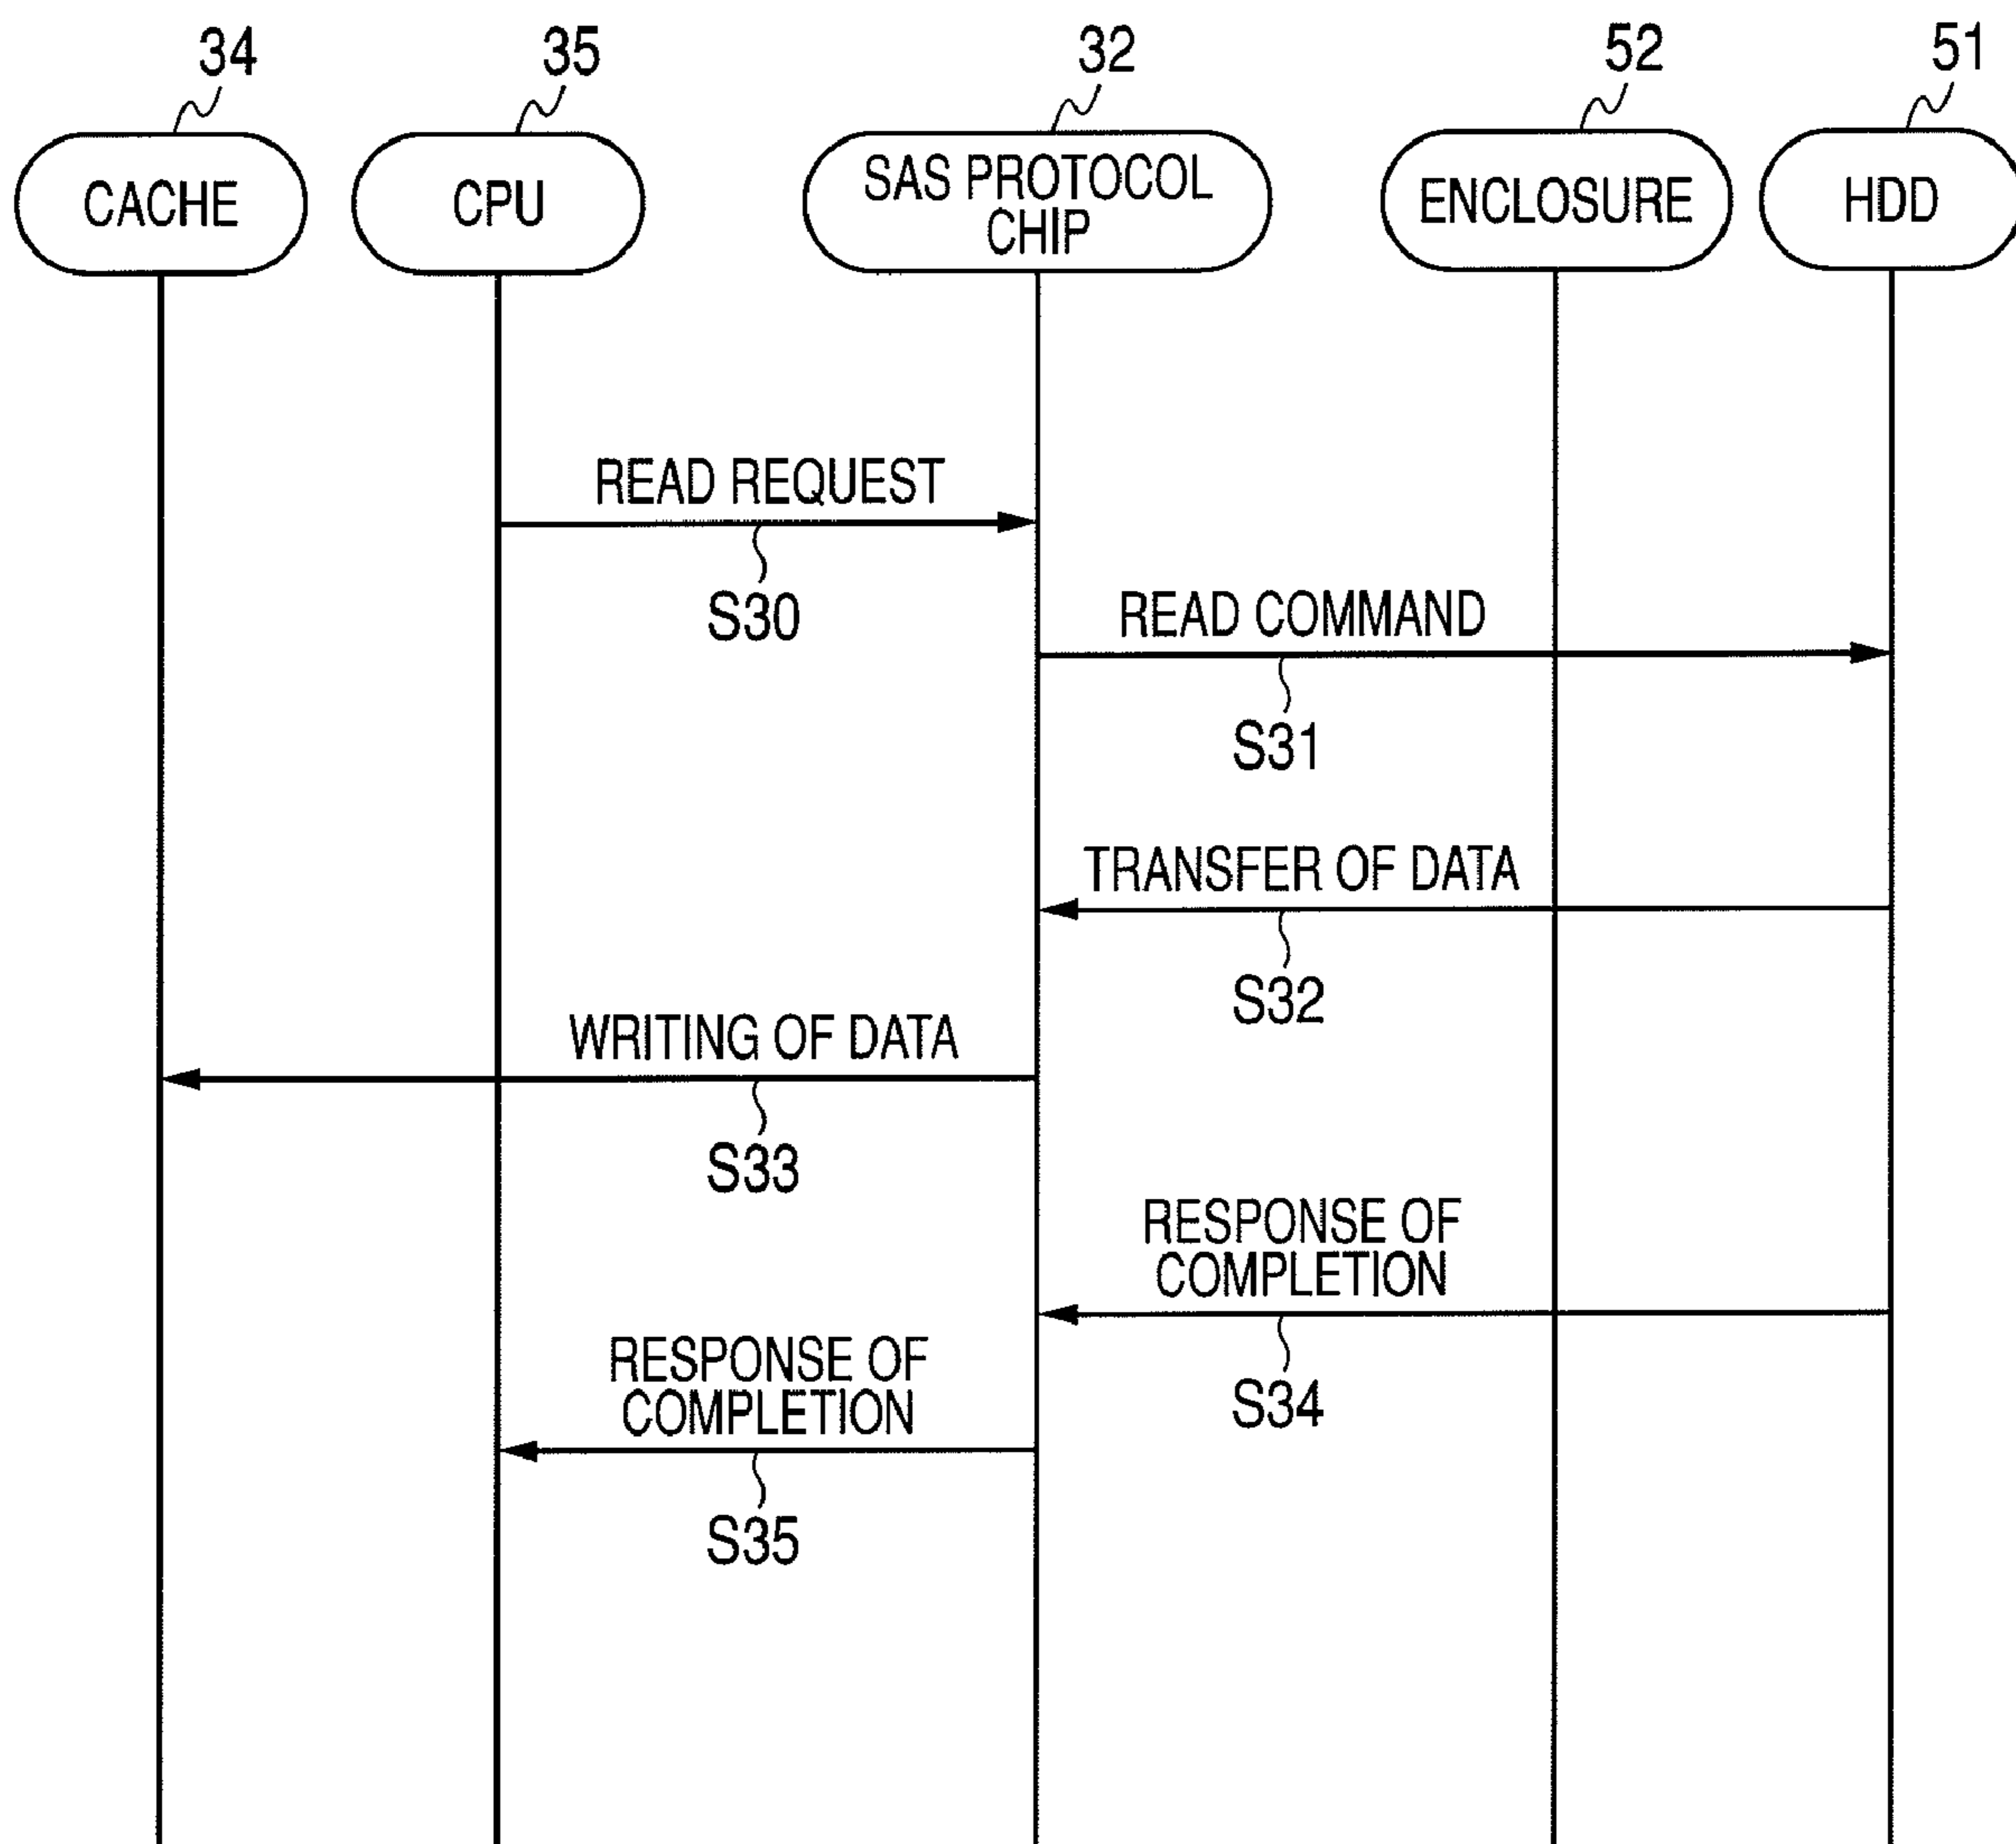 34
35
32
52
51
CACHE
CPU
SAS PROTOCOL
CHIP
ENCLOSURE
HDD
READ REQUEST
S30
READ COMMAND
S31
TRANSFER OF DATA
S32
WRITING OF DATA
S33
RESPONSE OF
COMPLETION
S34
RESPONSE OF
COMPLETION
S35